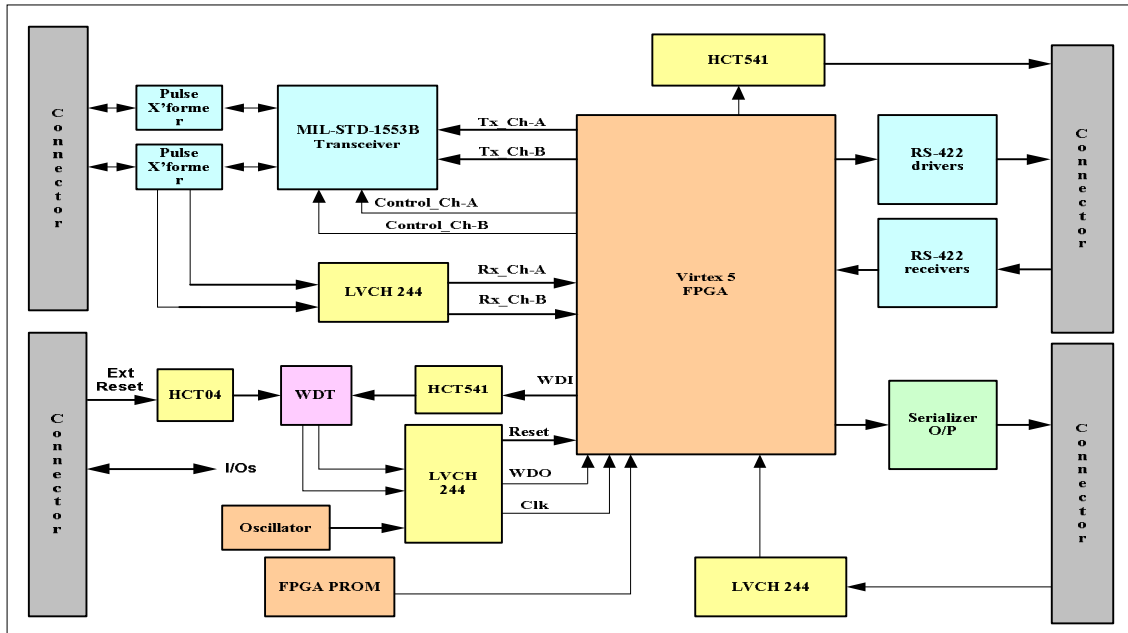 HCT541
Connector
Pulse
X'forme
r
MIL-STD-1553B
Transceiver
Tx_Ch-A
Tx_Ch-B
Pulse
X'forme
r
Control_Ch-A
Control_Ch-B
LVCH 244
Rx_Ch-A
Rx_Ch-B
Virtex 5
FPGA
RS-422
drivers
RS-422
receivers
Connector
Connector
Ext
Reset
HCT04
WDT
HCT541
WDI
I/Os
LVCH
244
Reset
WDO
Clk
Oscillator
FPGA PROM
Serializer
O/P
LVCH 244
Connector